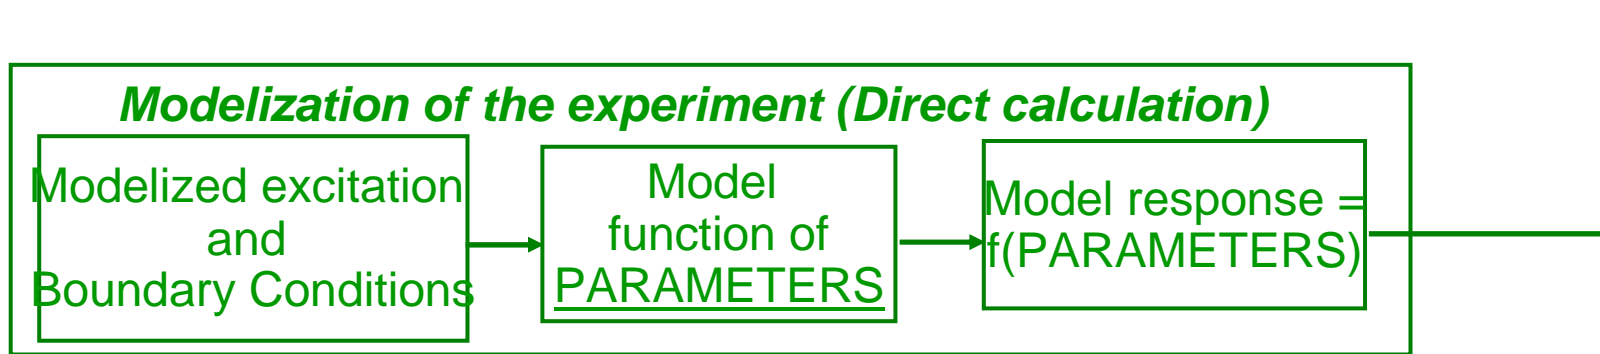 Modelization of the experiment (Direct calculation)
Modelized excitation
and
Boundary Conditions
Model
function of
PARAMETERS
Model response =
f(PARAMETERS)